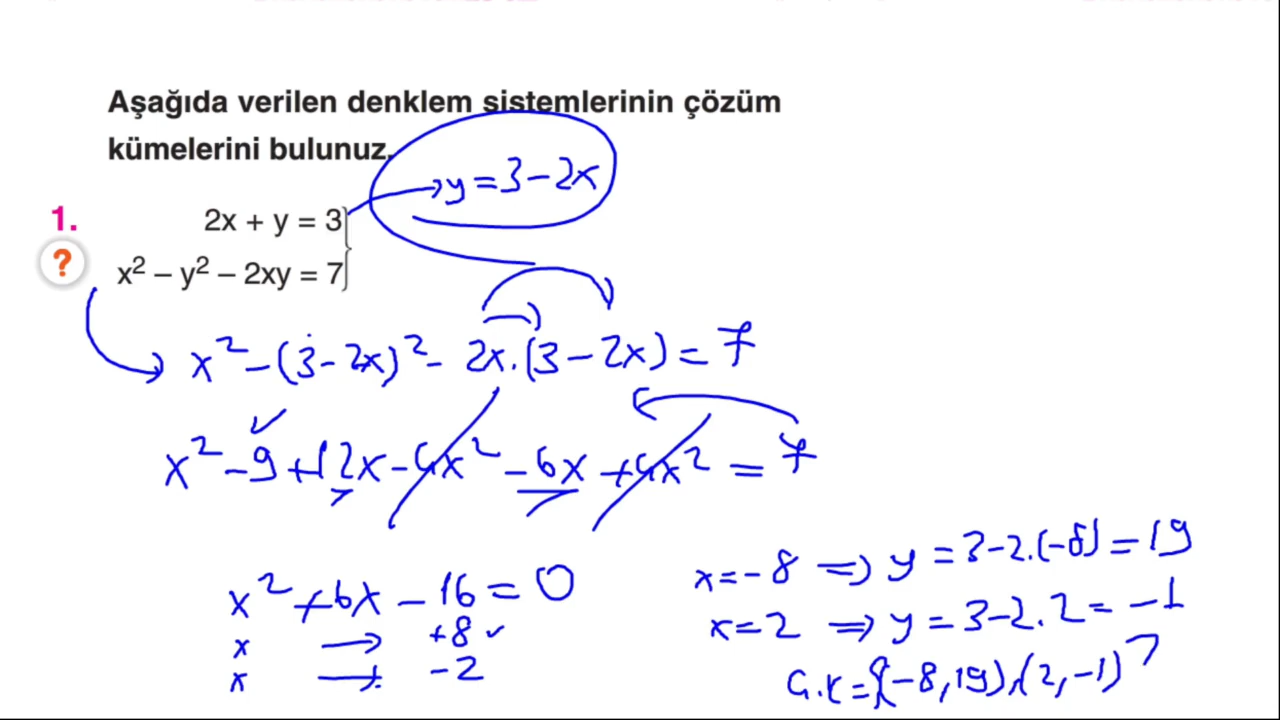 Aşağıda verilen denklem sistemlerinin çözüm
kümelerini bulunuz.
y = 3 - 2x
1. 2x + y = 3
? x² – y² – 2xy = 7
x² - (3 - 2x)² - 2x.(3 - 2x) = 7
x² - 9 + 12x - 4x² - 6x + 4x² = 7
x² + 6x - 16 = 0
x → +8
x → -2
x = -8 ⇒ y = 3 - 2.(-8) = 19
x = 2 ⇒ y = 3 - 2.2 = -1
Ç.K = {(-8, 19), (2, -1)}